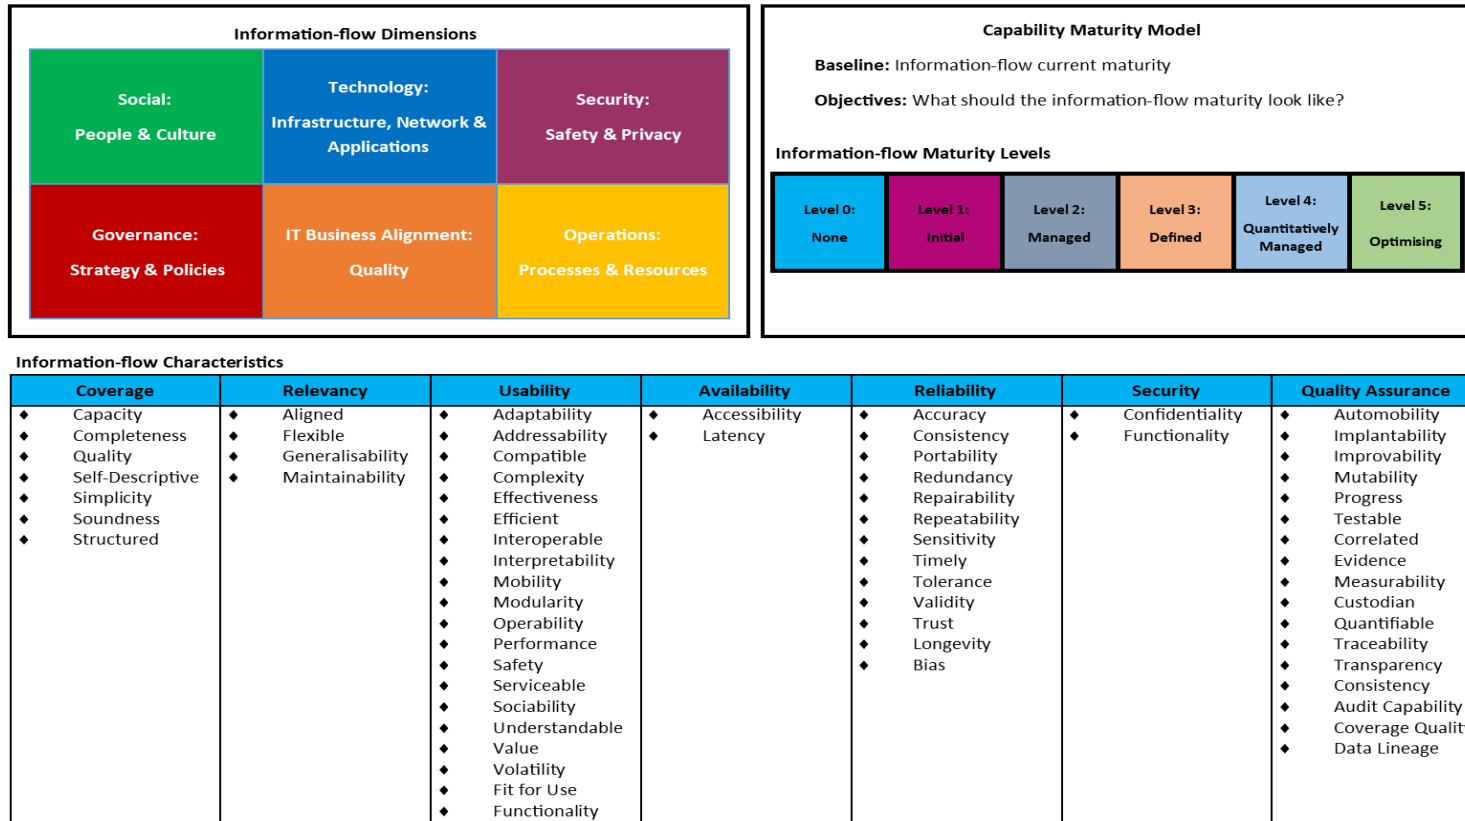 Information-flow Dimensions
Social:
People & Culture
Technology:
Infrastructure, Network &
Applications
Security:
Safety & Privacy
Governance:
Strategy & Policies
IT Business Alignment:
Quality
Operations:
Processes & Resources
Capability Maturity Model
Baseline: Information-flow current maturity
Objectives: What should the information-flow maturity look like?
Information-flow Maturity Levels
Level 0:
None
Level 1:
Initial
Level 2:
Managed
Level 3:
Defined
Level 4:
Quantitatively
Managed
Level 5:
Optimising
Information-flow Characteristics
Coverage
◆ Capacity
◆ Completeness
◆ Quality
◆ Self-Descriptive
◆ Simplicity
◆ Soundness
◆ Structured
Relevancy
◆ Aligned
◆ Flexible
◆ Generalisability
◆ Maintainability
Usability
◆ Adaptability
◆ Addressability
◆ Compatible
◆ Complexity
◆ Effectiveness
◆ Efficient
◆ Interoperable
◆ Interpretability
◆ Mobility
◆ Modularity
◆ Operability
◆ Performance
◆ Safety
◆ Serviceable
◆ Sociability
◆ Understandable
◆ Value
◆ Volatility
◆ Fit for Use
◆ Functionality
Availability
◆ Accessibility
◆ Latency
Reliability
◆ Accuracy
◆ Consistency
◆ Portability
◆ Redundancy
◆ Repairability
◆ Repeatability
◆ Sensitivity
◆ Timely
◆ Tolerance
◆ Validity
◆ Trust
◆ Longevity
◆ Bias
Security
◆ Confidentiality
◆ Functionality
Quality Assurance
◆ Automobility
◆ Implantability
◆ Improvability
◆ Mutability
◆ Progress
◆ Testable
◆ Correlated
◆ Evidence
◆ Measurability
◆ Custodian
◆ Quantifiable
◆ Traceability
◆ Transparency
◆ Consistency
◆ Audit Capability
◆ Coverage Qualit
◆ Data Lineage